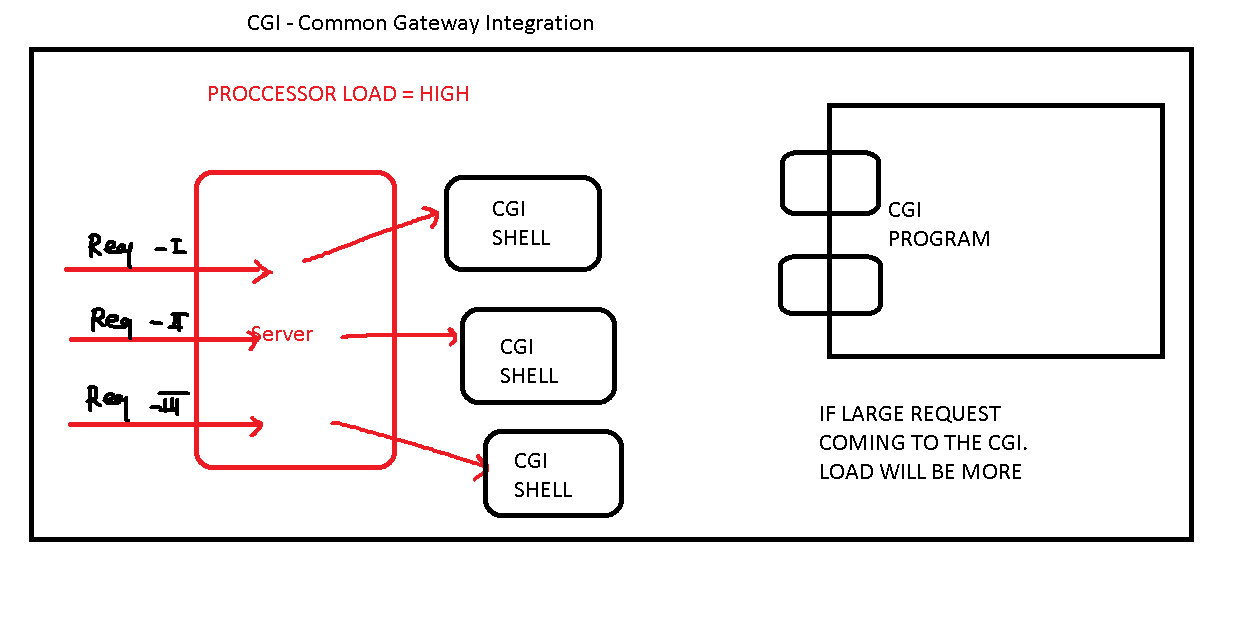 CGI - Common Gateway Integration
PROCCESSOR LOAD = HIGH
Req - I
Req - II
Req - III
Server
CGI
SHELL
CGI
SHELL
CGI
SHELL
CGI
PROGRAM
IF LARGE REQUEST
COMING TO THE CGI.
LOAD WILL BE MORE